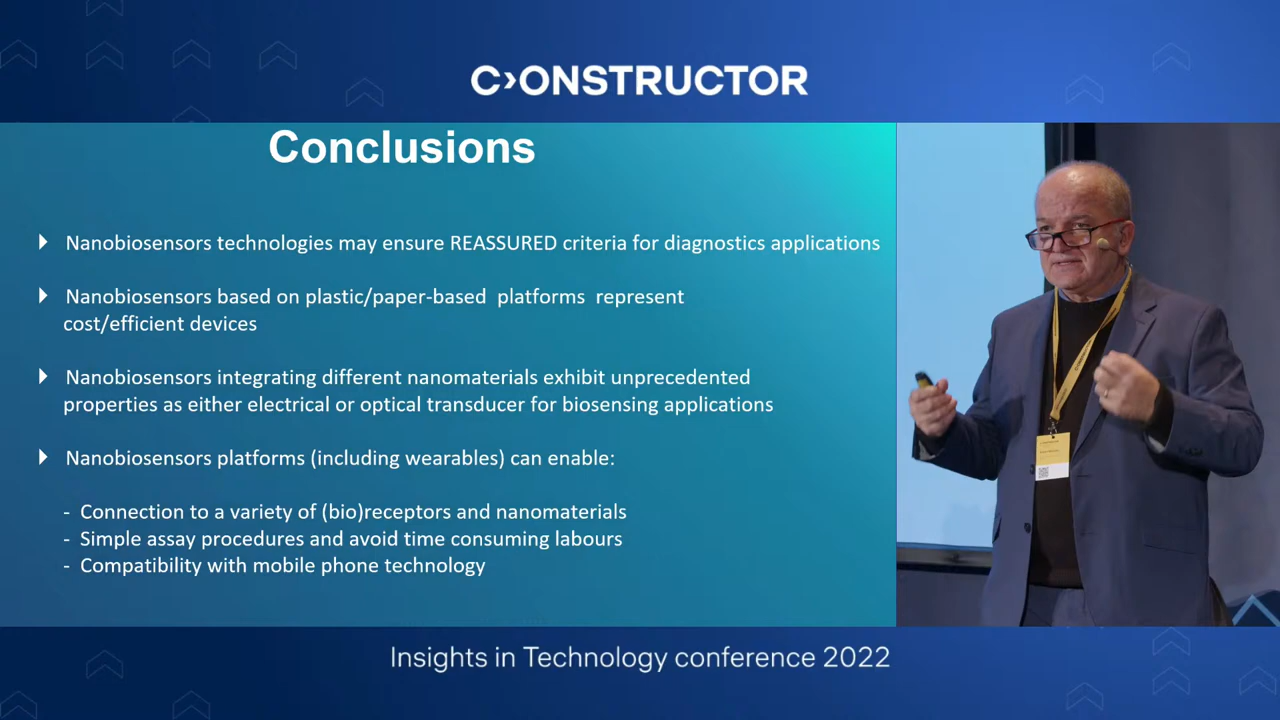 C›ONSTRUCTOR
Conclusions
Nanobiosensors technologies may ensure REASSURED criteria for diagnostics applications
Nanobiosensors based on plastic/paper-based platforms represent
cost/efficient devices
Nanobiosensors integrating different nanomaterials exhibit unprecedented
properties as either electrical or optical transducer for biosensing applications
Nanobiosensors platforms (including wearables) can enable:
- Connection to a variety of (bio)receptors and nanomaterials
- Simple assay procedures and avoid time consuming labours
- Compatibility with mobile phone technology
Insights in Technology conference 2022